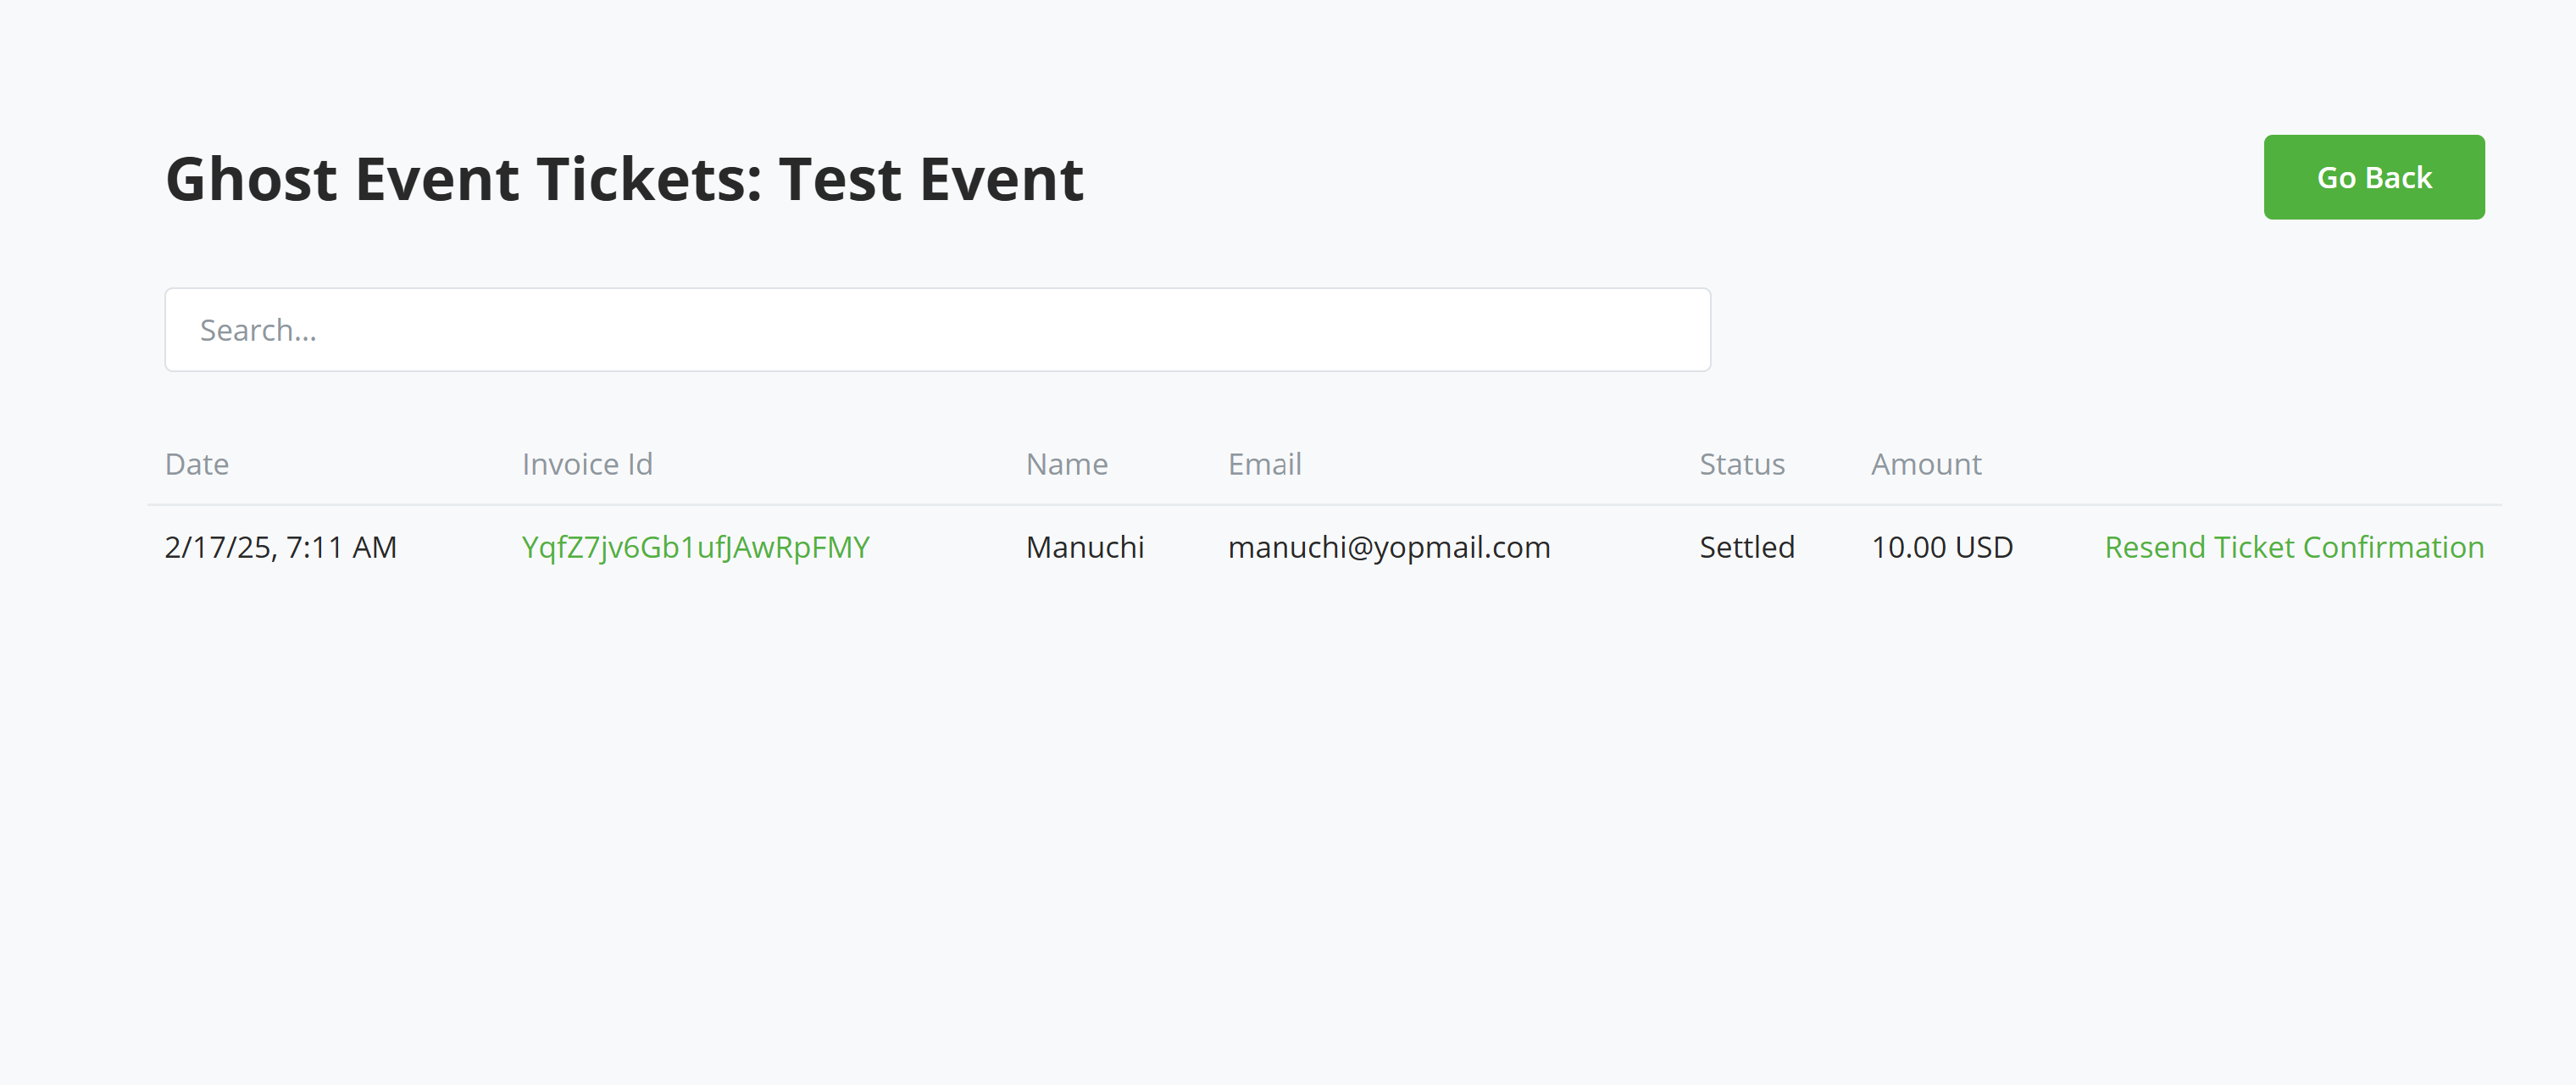 Ghost Event Tickets: Test Event
Go Back
Search...
Date Invoice Id Name Email Status Amount
2/17/25, 7:11 AM YqfZ7jv6Gb1ufJAwRpFMY Manuchi manuchi@yopmail.com Settled 10.00 USD Resend Ticket Confirmation